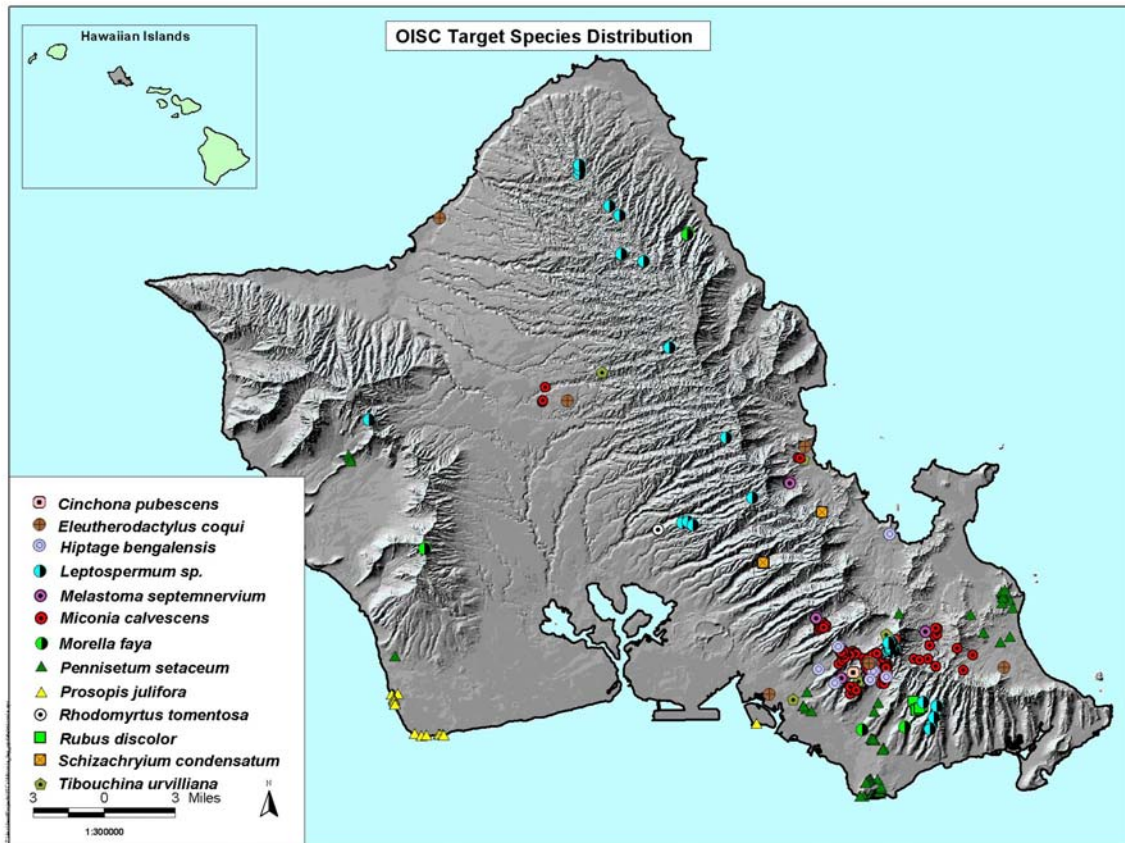 Hawaiian Islands
OISC Target Species Distribution
Cinchona pubescens
Eleutherodactylus coqui
Hiptage bengalensis
Leptospermum sp.
Melastoma septemnervium
Miconia calvescens
Morella faya
Pennisetum setaceum
Prosopis julifora
Rhodomyrtus tomentosa
Rubus discolor
Schizachryium condensatum
Tibouchina urvilliana
3 0 3 Miles
N
1:300000